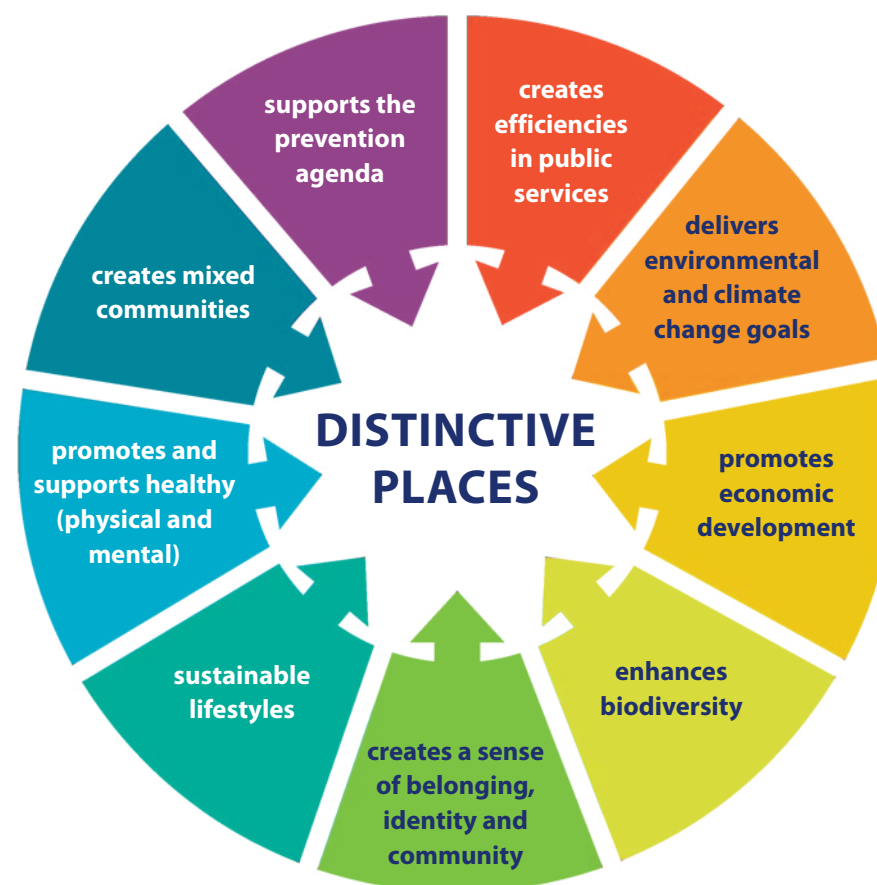 supports the
prevention
agenda
creates
efficiencies
in public
services
delivers
environmental
and climate
change goals
promotes
economic
development
enhances
biodiversity
creates a sense
of belonging,
identity and
community
sustainable
lifestyles
promotes and
supports healthy
(physical and
mental)
creates mixed
communities
DISTINCTIVE
PLACES